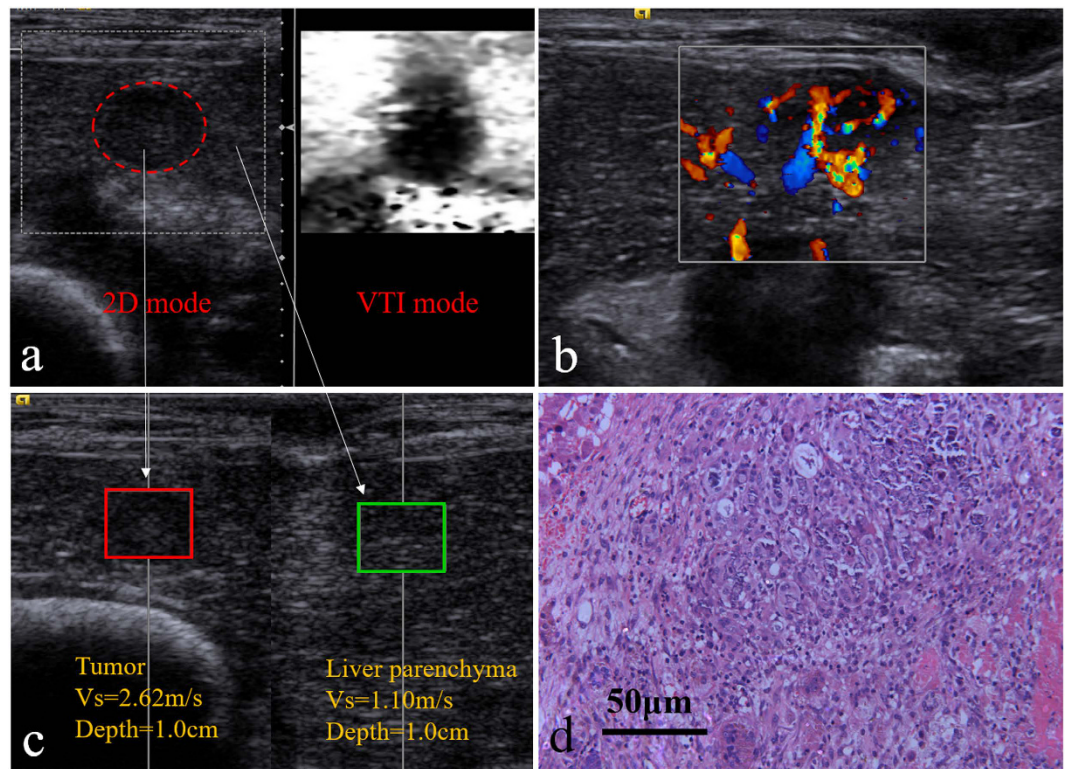 2D mode
VTI mode
a
b
Tumor
Vs=2.62m/s
Depth=1.0cm
Liver parenchyma
Vs=1.10m/s
Depth=1.0cm
c
50μm
d